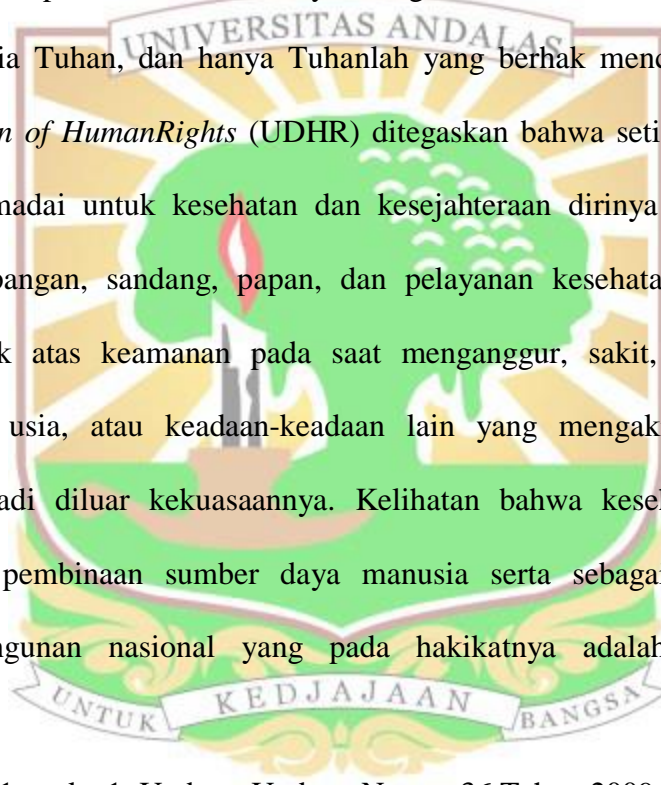 UNIVERSITAS ANDALAS
ia Tuhan, dan hanya Tuhanlah yang berhak menc
n of HumanRights (UDHR) ditegaskan bahwa seti
madai untuk kesehatan dan kesejahteraan dirinya
pangan, sandang, papan, dan pelayanan kesehata
k atas keamanan pada saat menganggur, sakit,
usia, atau keadaan-keadaan lain yang mengak
adi diluar kekuasaannya. Kelihatan bahwa kese
pembinaan sumber daya manusia serta sebaga
ngunan nasional yang pada hakikatnya adalah
UNTUK KEDJAJAAN BANGSA